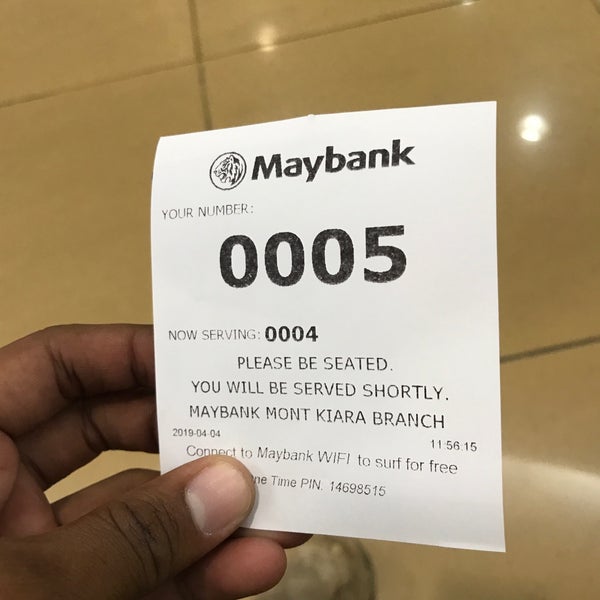 Maybank
YOUR NUMBER:
0005
NOW SERVING: 0004
PLEASE BE SEATED.
YOU WILL BE SERVED SHORTLY.
MAYBANK MONT KIARA BRANCH
2019-04-04 11:56:15
Connect to Maybank WIFI to surf for free
Time PIN: 14698515